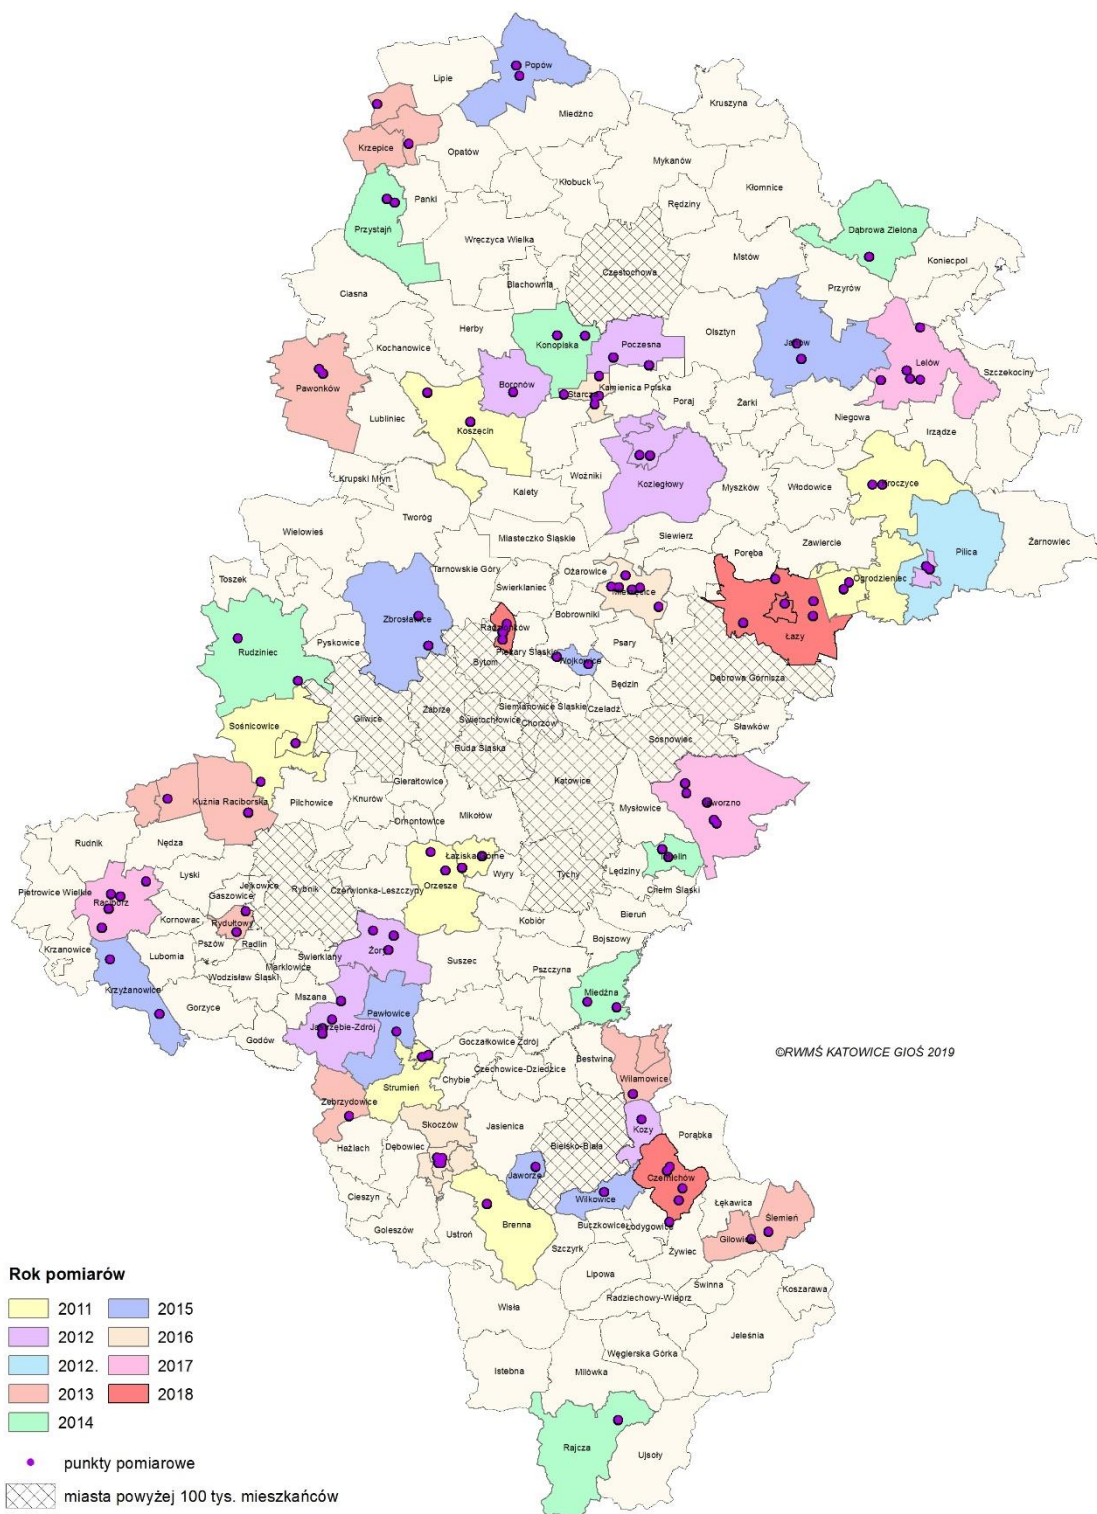 Popów
Lipie
Kruszyna
Miedźno
Krzepice
Opatów
Mykanów
Kłobuck
Kłomnice
Panki
Rędziny
Przystajń
Dąbrowa Zielona
Wręczyca Wielka
Mstów
Koniecpol
Częstochowa
Blachownia
Przyrów
Ciasna
Herby
Olsztyn
Konopiska
Poczesna
Janów
Kochanowice
Lelów
Szczekociny
Pawonków
Boronów
Kamienica Polska
Starcza
Poraj
Żarki
Lubliniec
Niegowa
Koszęcin
Irządze
Woźniki
Krupski Młyn
Koziegłowy
Kalety
Myszków
Włodowice
Kroczyce
Tworóg
Wielowieś
Miasteczko Śląskie
Siewierz
Zawiercie
Pilica
Żarnowiec
Poręba
Tarnowskie Góry
Ożarowice
Toszek
Świerklaniec
Mierzęcice
Ogrodzieniec
Zbrosławice
Bobrowniki
Radzionków
Łazy
Rudziniec
Pyskowice
Psary
Piekary Śląskie
Wojkowice
Bytom
Będzin
Dąbrowa Górnicza
Zabrze
Siemianowice Śląskie
Czeladź
Sośnicowice
Gliwice
Świętochłowice
Chorzów
Sławków
Ruda Śląska
Sosnowiec
Gierałtowice
Katowice
Kuźnia Raciborska
Pilchowice
Knurów
Mysłowice
Jaworzno
Ornontowice
Mikołów
Rudnik
Nędza
Łaziska Górne
Imielin
Pietrowice Wielkie
Lyski
Wyry
Tychy
Lędziny
Jejkowice
Rybnik
Czerwionka-Leszczyny
Orzesze
Chełm Śląski
Racibórz
Gaszowice
Kornowac
Rydułtowy
Kobiór
Bieruń
Krzanowice
Pszów
Radlin
Żory
Bojszowy
Lubomia
Świerklany
Marklowice
Suszec
Wodzisław Śląski
Pszczyna
Krzyżanowice
Mszana
Miedźna
Gorzyce
Pawłowice
Jastrzębie-Zdrój
Godów
Goczałkowice Zdrój
©RWMŚ KATOWICE GIOŚ 2019
Bestwina
Czechowice-Dziedzice
Chybie
Strumień
Wilamowice
Zebrzydowice
Skoczów
Jasienica
Kozy
Porąbka
Hażlach
Dębowiec
Bielsko-Biała
Jaworze
Czernichów
Cieszyn
Wilkowice
Łękawica
Ślemień
Goleszów
Ustroń
Brenna
Buczkowice
Łodygowice
Gilowice
Szczyrk
Żywiec
Lipowa
Świnna
Koszarawa
Radziechowy-Wieprz
Wisła
Jeleśnia
Węgierska Górka
Istebna
Milówka
Rajcza
Ujsoły
Rok pomiarów
2011 2015
2012 2016
2012. 2017
2013 2018
2014
punkty pomiarowe
miasta powyżej 100 tys. mieszkańców